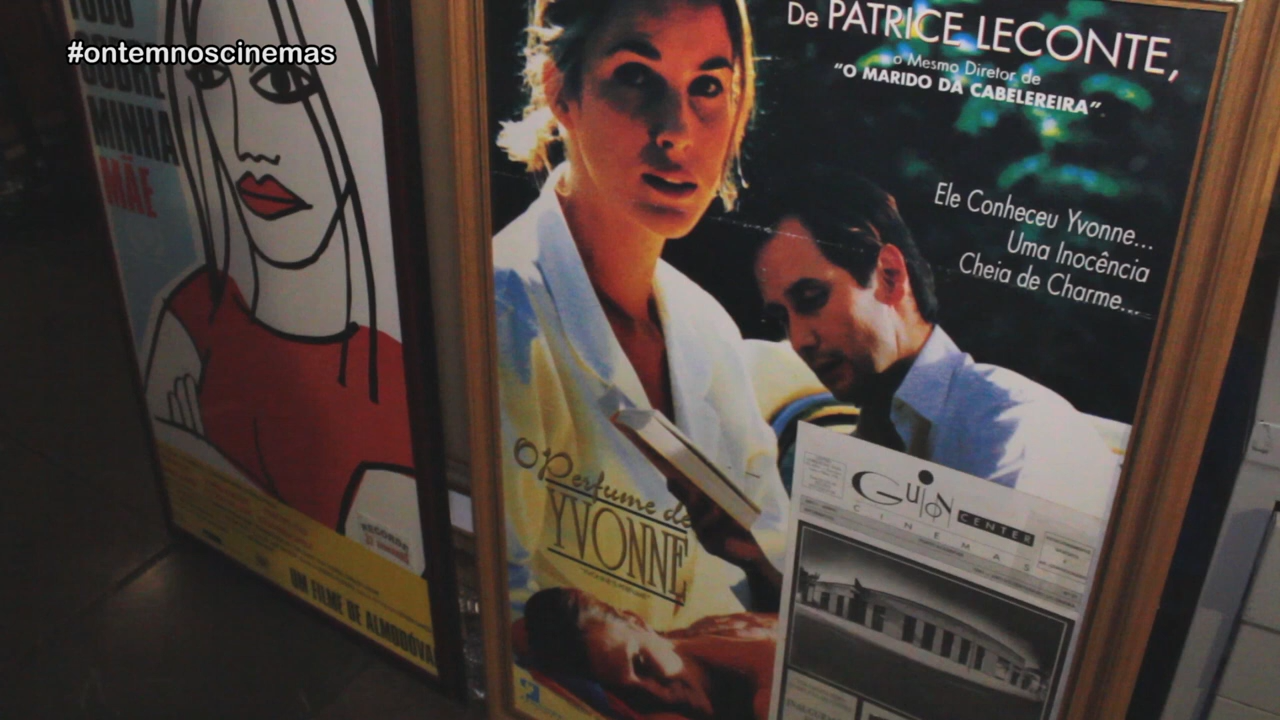 #ontemnoscinemas
TUDO
SOBRE
MINHA
MÃE
UM FILME DE ALMODÓVA
De PATRICE LECONTE,
o Mesmo Diretor de
"O MARIDO DA CABELEREIRA".
Ele Conheceu Yvonne...
Uma Inocência
Cheia de Charme...
O Perfume de
YVONNE
GUION
CENTER
CINEMAS